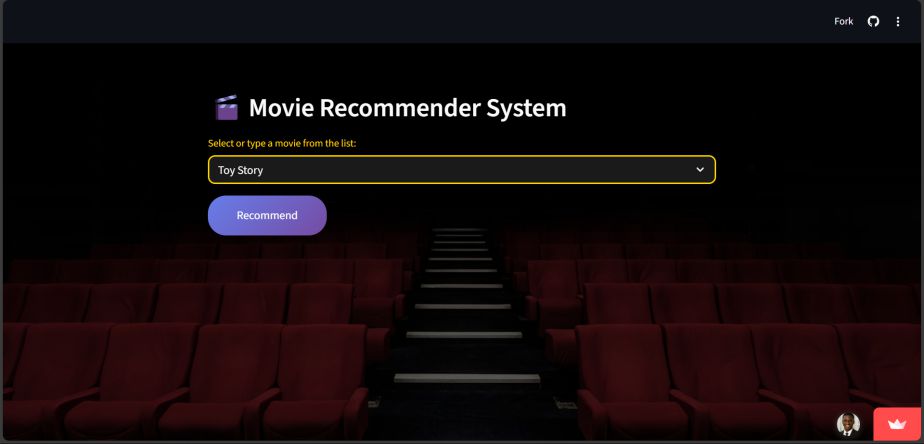 Fork
Movie Recommender System
Select or type a movie from the list:
Toy Story
Recommend